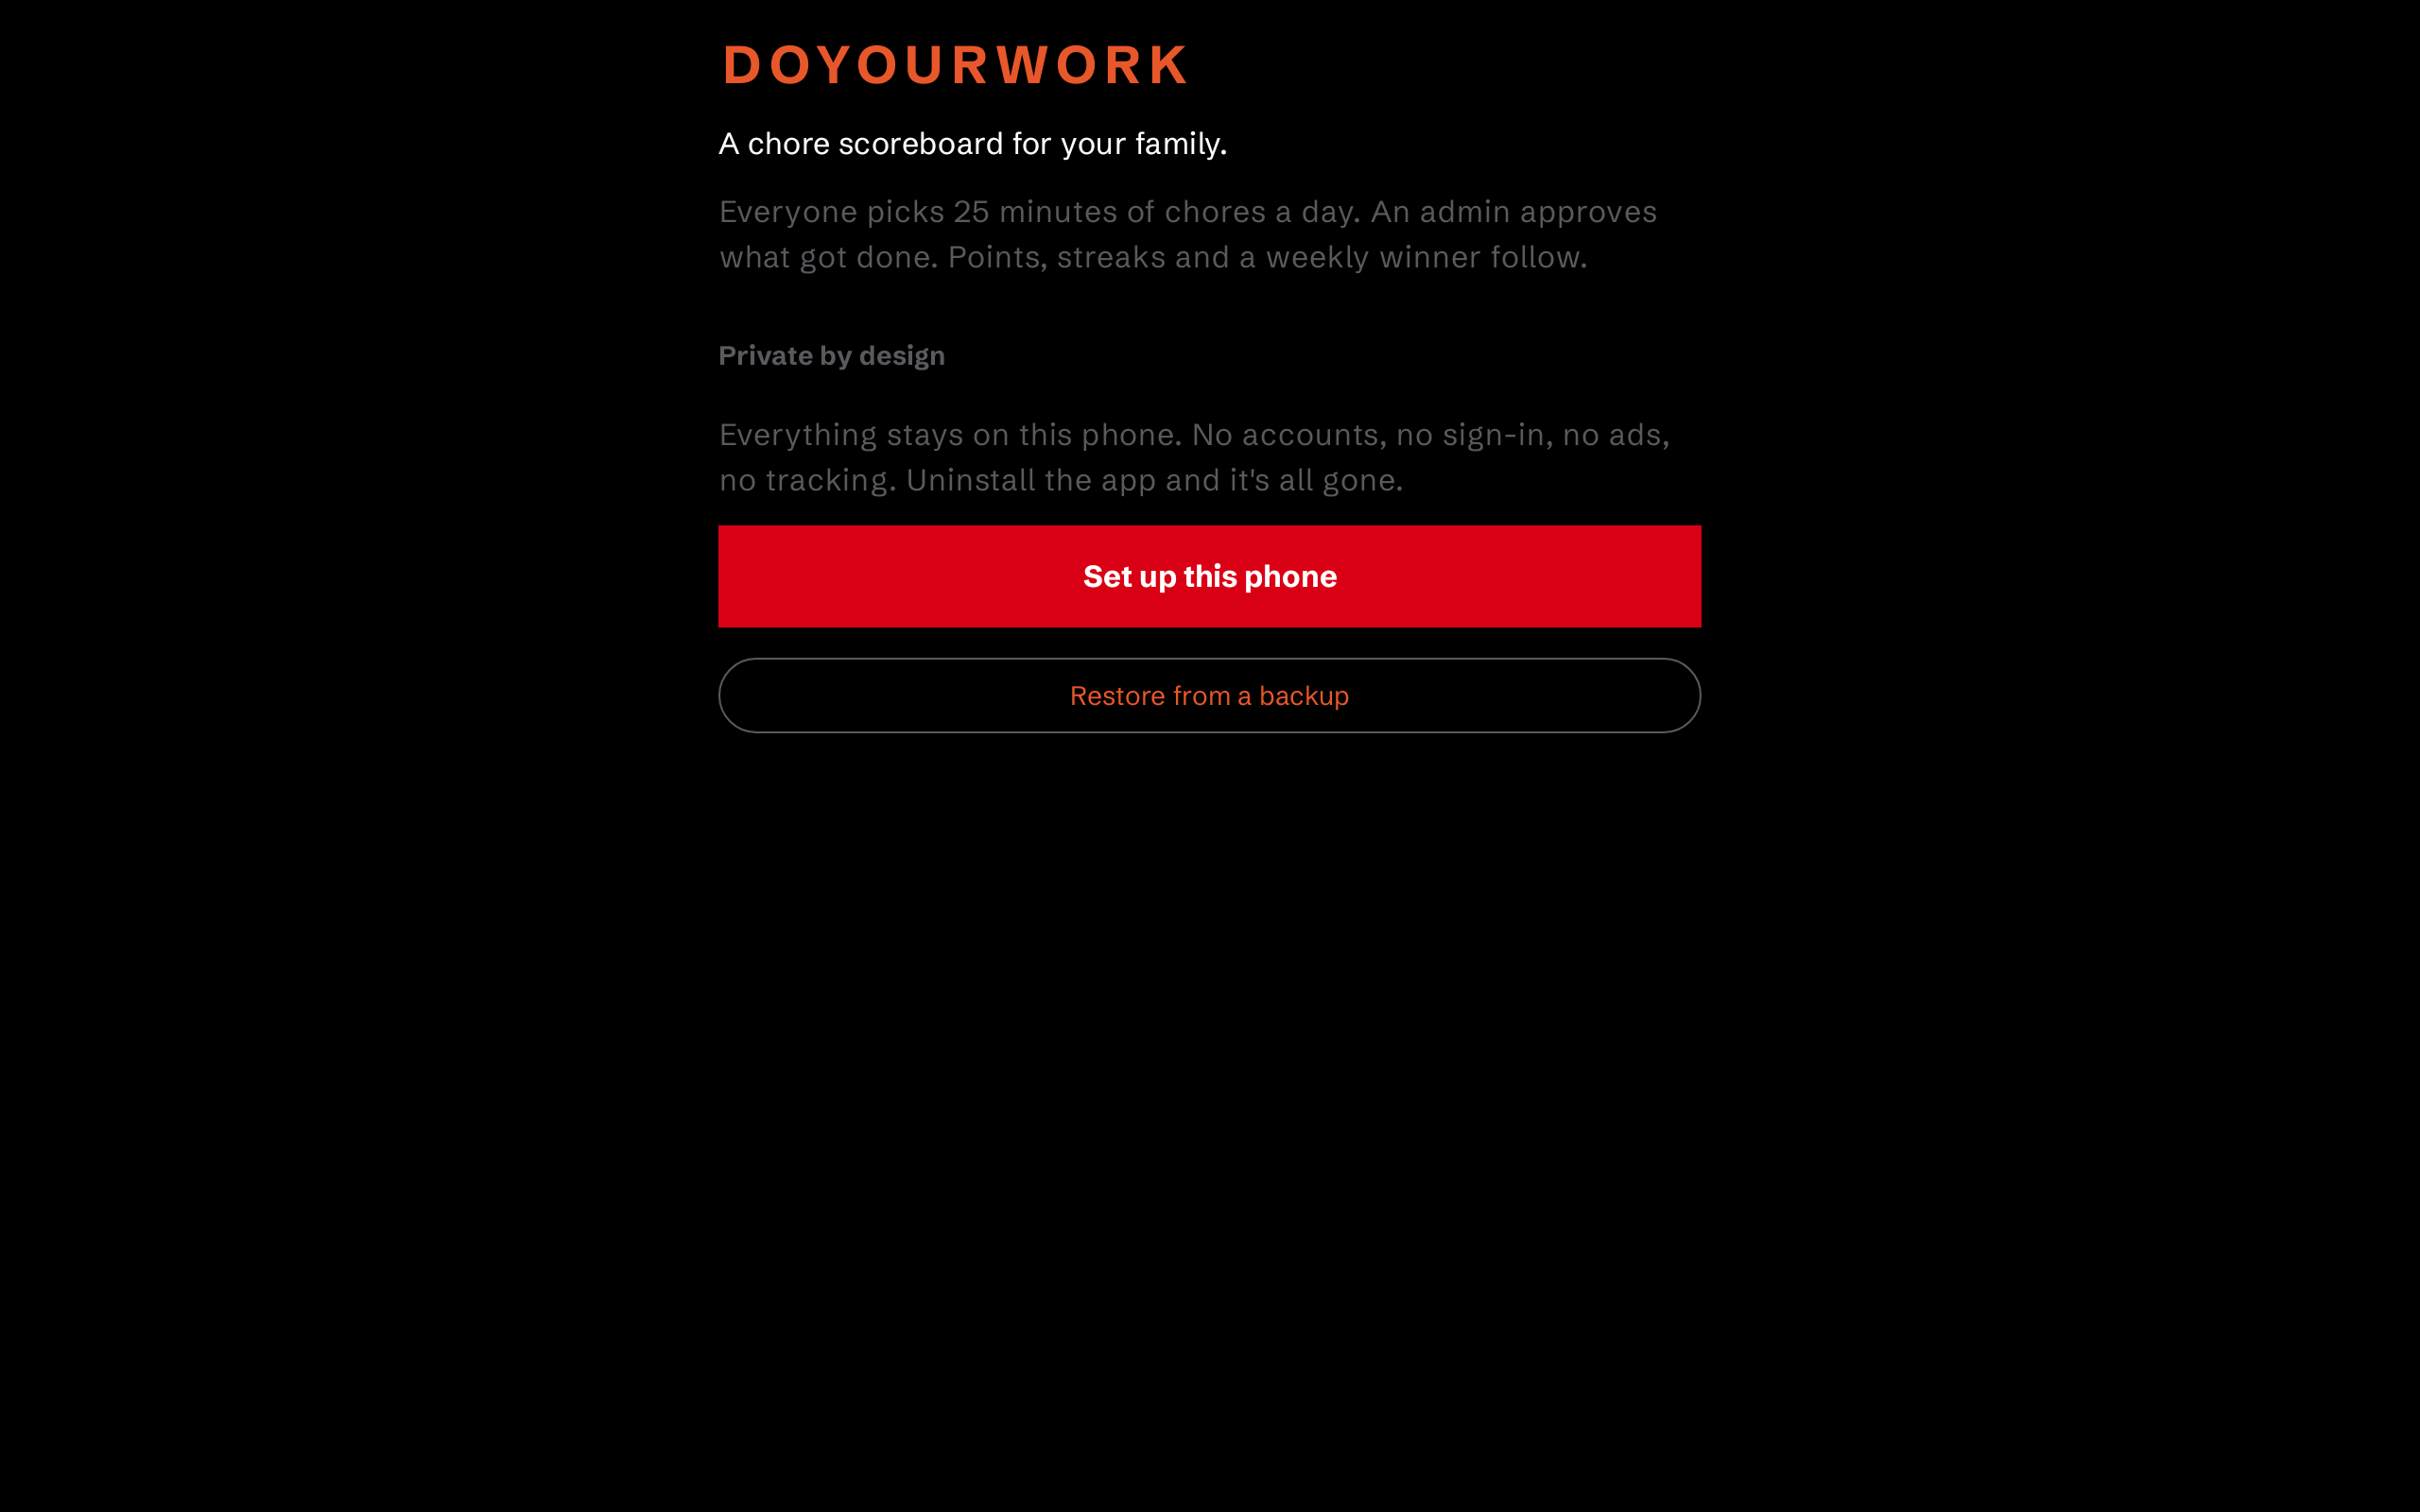 DOYOURWORK
A chore scoreboard for your family.
Everyone picks 25 minutes of chores a day. An admin approves
what got done. Points, streaks and a weekly winner follow.
Private by design
Everything stays on this phone. No accounts, no sign-in, no ads,
no tracking. Uninstall the app and it's all gone.
Set up this phone
Restore from a backup